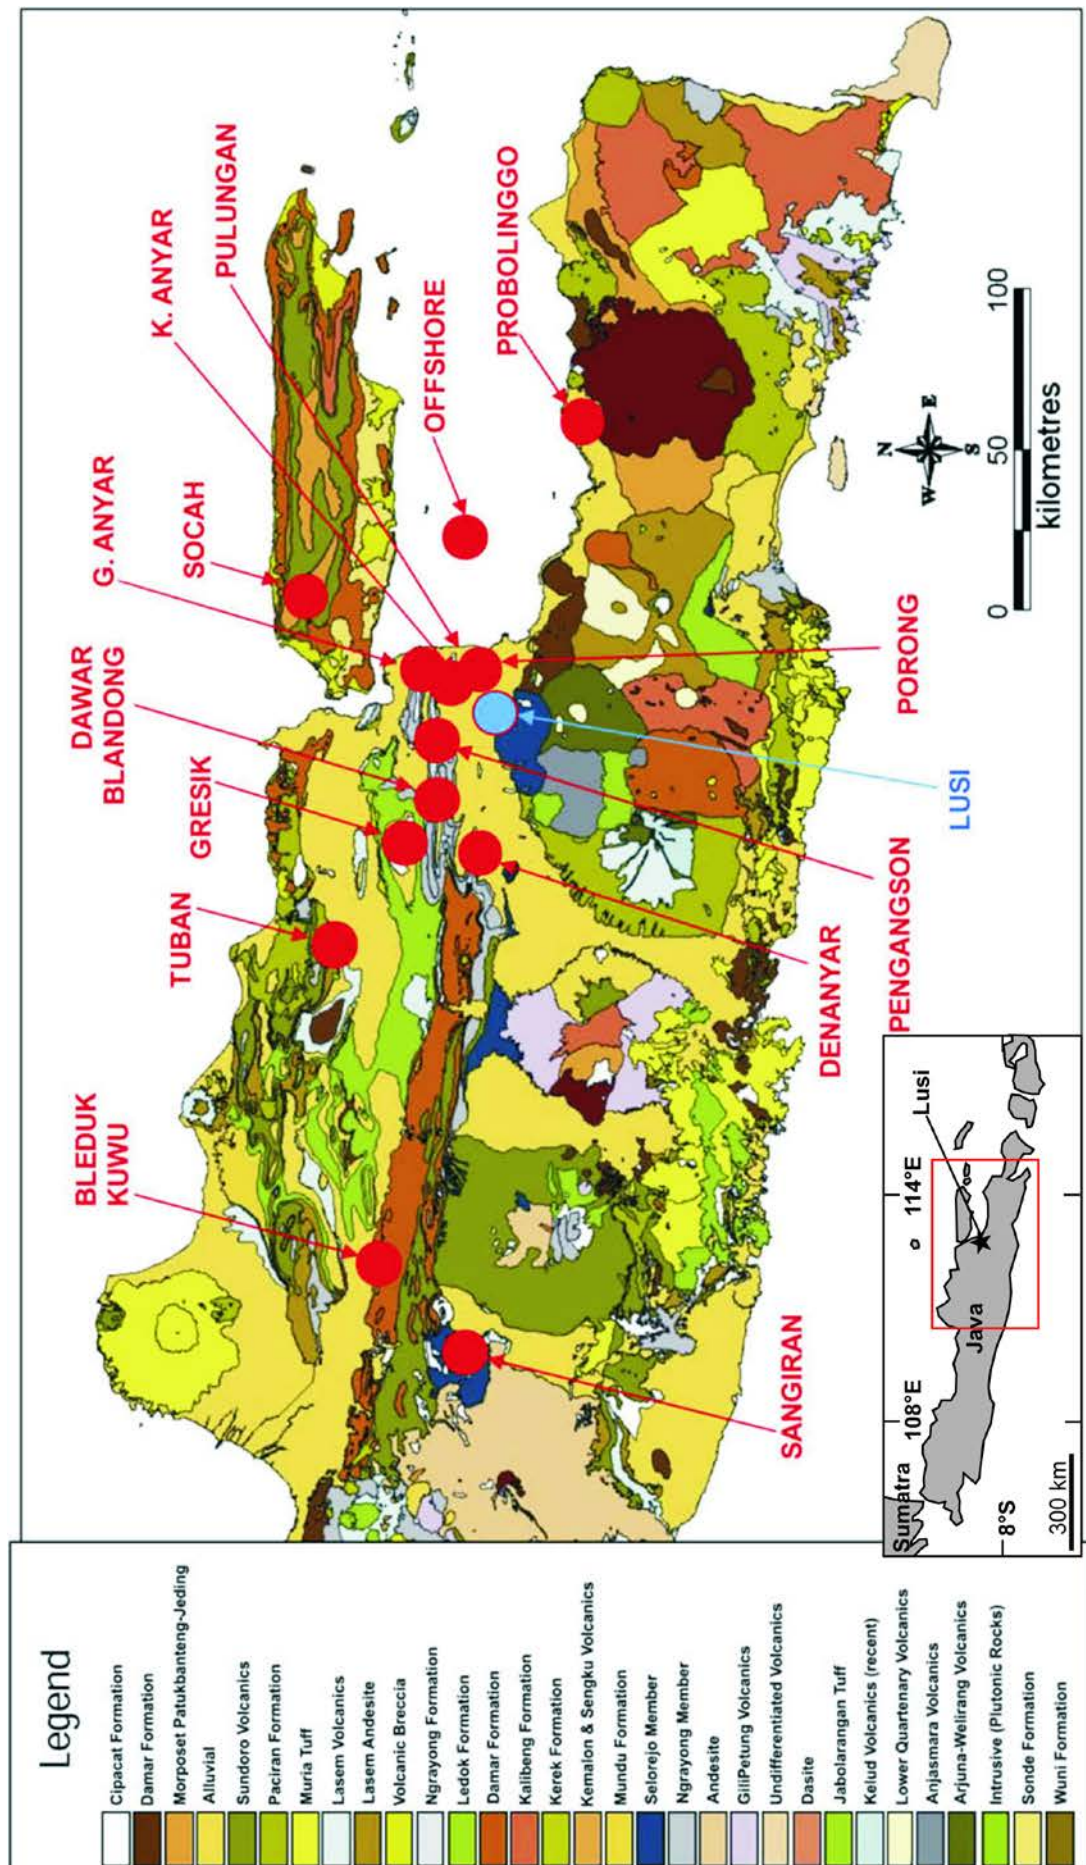 Legend
Cipacat Formation
Damar Formation
Morposet Patukbanteng-Jeding
Alluvial
Sundoro Volcanics
Paciran Formation
Muria Tuff
Lasem Volcanics
Lasem Andesite
Volcanic Breccia
Ngrayong Formation
Ledok Formation
Damar Formation
Kalibeng Formation
Kerek Formation
Kemalon & Sengku Volcanics
Mundu Formation
Selorejo Member
Ngrayong Member
Andesite
GiliPetung Volcanics
Undifferentiated Volcanics
Dasite
Jabolarangan Tuff
Kelud Volcanics (recent)
Lower Quartenary Volcanics
Anjasmara Volcanics
Arjuna-Welirang Volcanics
Intrusive (Plutonic Rocks)
Sonde Formation
Wuni Formation
BLEDUK
KUWU
TUBAN
GRESIK
DAWAR
BLANDONG
G. ANYAR
SOCAH
K. ANYAR
PULUNGAN
OFFSHORE
PROBOLINGGO
SANGIRAN
DENANYAR
PENGANGSON
LUSI
PORONG
N
W
E
S
0
50
100
kilometres
Sumatra
108°E
114°E
Lusi
Java
8°S
300 km